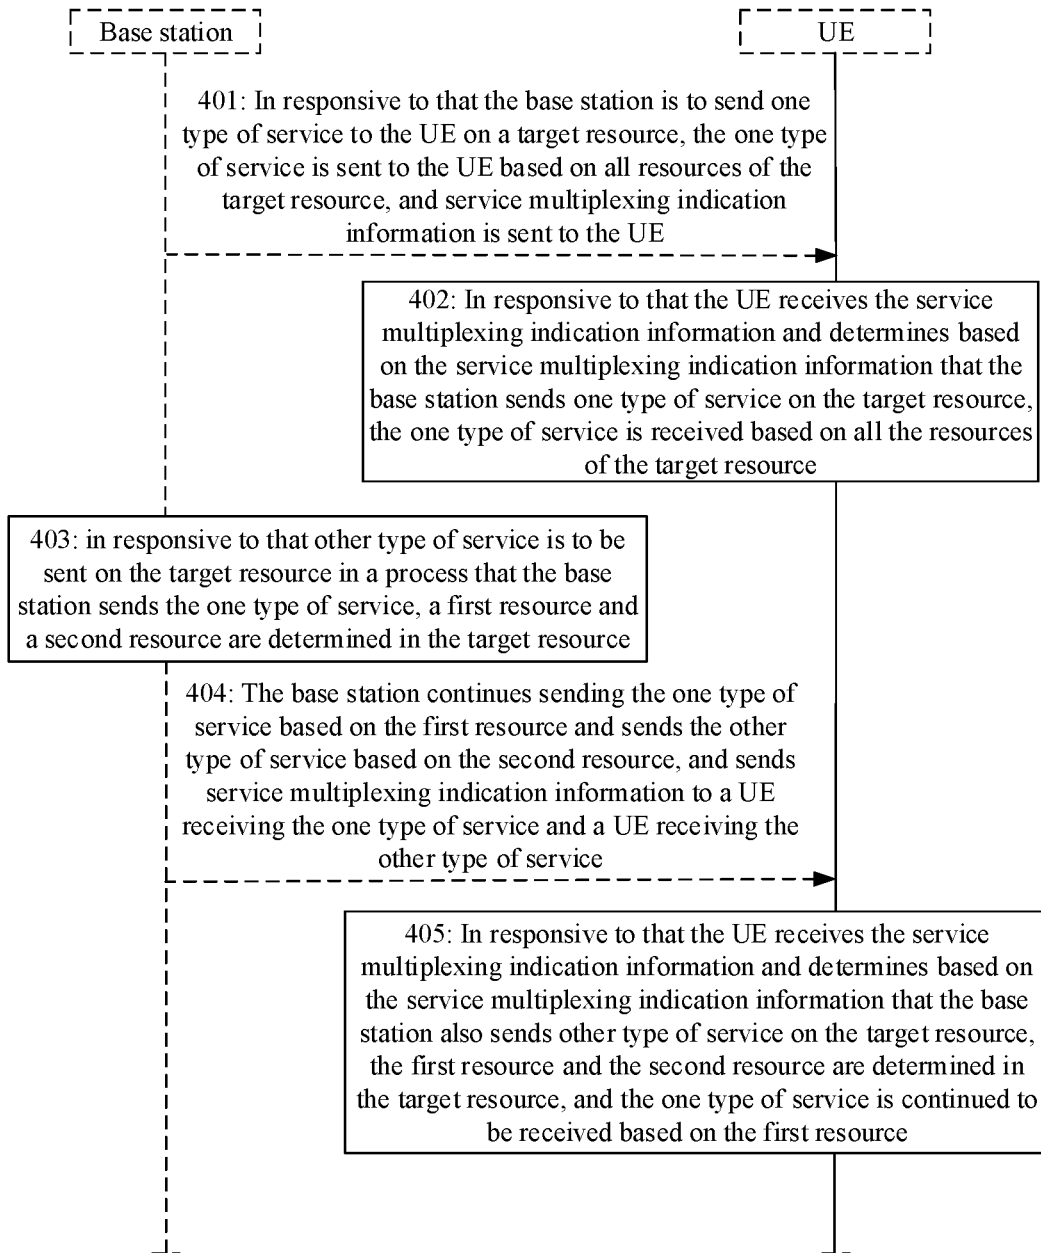 Base station
UE
401: In responsive to that the base station is to send one
type of service to the UE on a target resource, the one type
of service is sent to the UE based on all resources of the
target resource, and service multiplexing indication
information is sent to the UE
402: In responsive to that the UE receives the service
multiplexing indication information and determines based
on the service multiplexing indication information that the
base station sends one type of service on the target resource,
the one type of service is received based on all the resources
of the target resource
403: in responsive to that other type of service is to be
sent on the target resource in a process that the base
station sends the one type of service, a first resource and
a second resource are determined in the target resource
404: The base station continues sending the one type of
service based on the first resource and sends the other
type of service based on the second resource, and sends
service multiplexing indication information to a UE
receiving the one type of service and a UE receiving the
other type of service
405: In responsive to that the UE receives the service
multiplexing indication information and determines based on
the service multiplexing indication information that the base
station also sends other type of service on the target resource,
the first resource and the second resource are determined in
the target resource, and the one type of service is continued to
be received based on the first resource